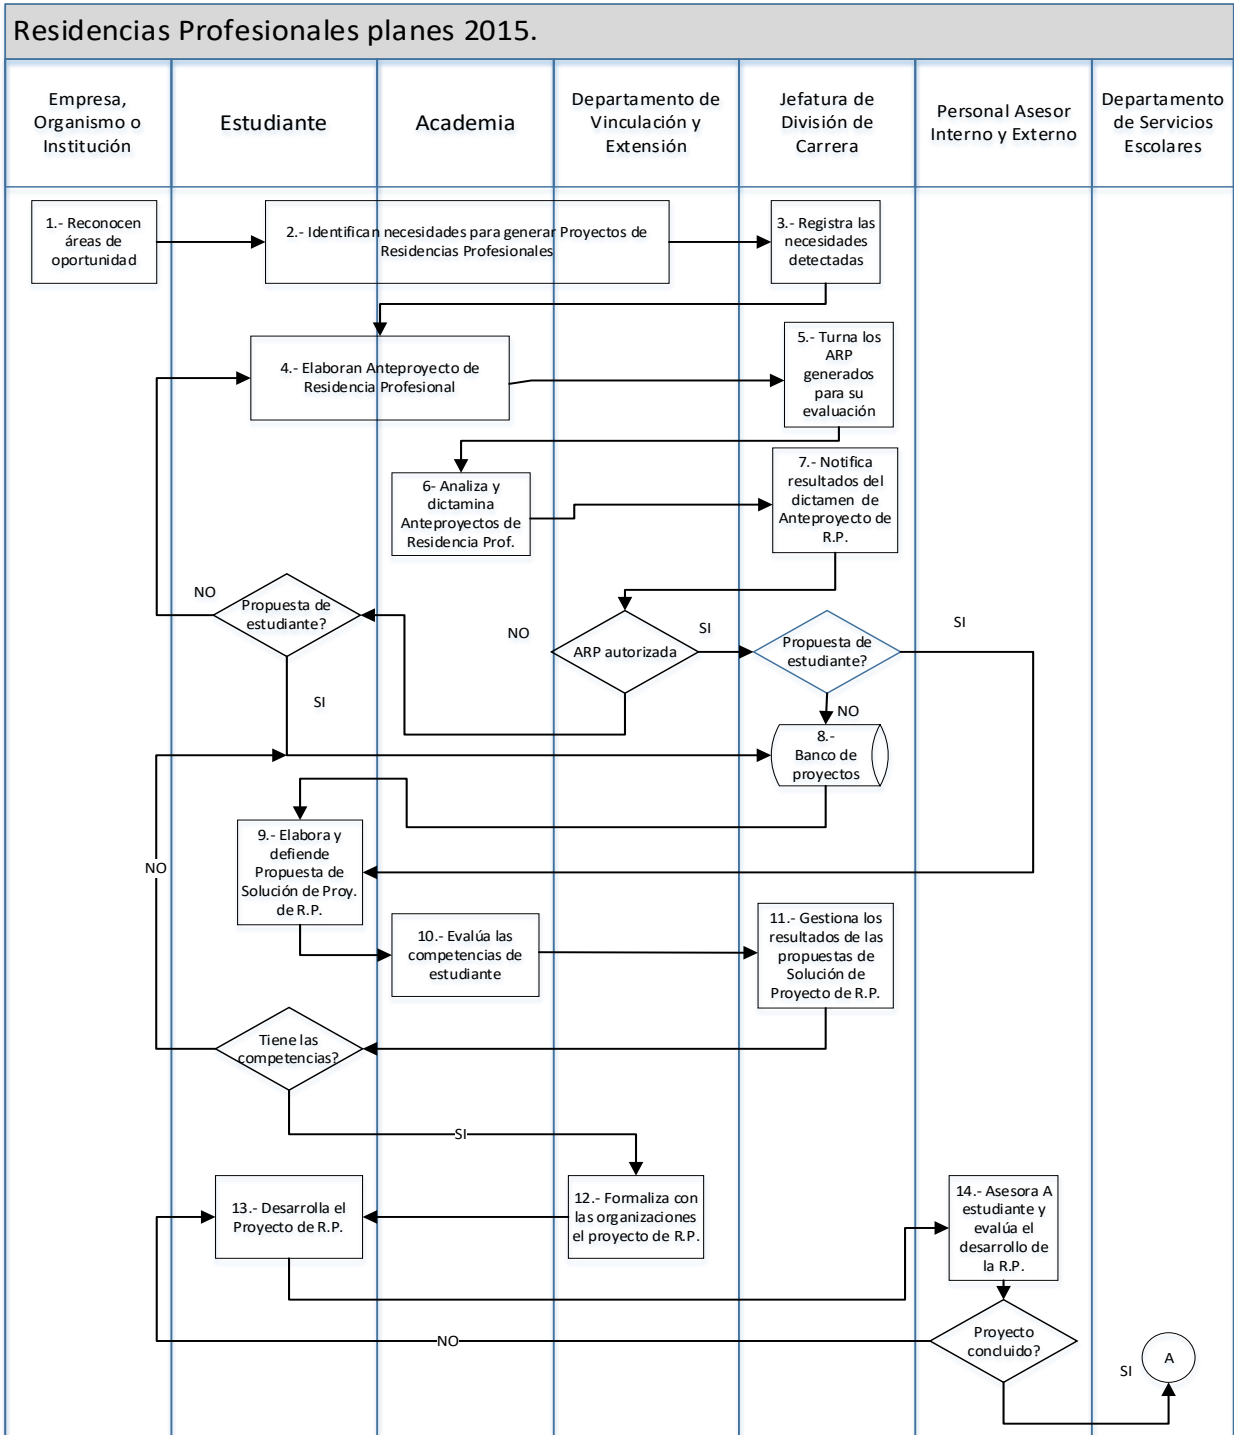 Residencias Profesionales planes 2015.
Empresa,
Organismo o
Institución
Estudiante
Academia
Departamento de
Vinculación y
Extensión
Jefatura de
División de
Carrera
Personal Asesor
Interno y Externo
Departamento
de Servicios
Escolares
1.- Reconocen
áreas de
oportunidad
2.- Identifican necesidades para generar Proyectos de
Residencias Profesionales
3.- Registra las
necesidades
detectadas
4.- Elaboran Anteproyecto de
Residencia Profesional
5.- Turna los
ARP
generados
para su
evaluación
6- Analiza y
dictamina
Anteproyectos de
Residencia Prof.
7.- Notifica
resultados del
dictamen de
Anteproyecto de
R.P.
NO
Propuesta de
estudiante?
SI
NO
ARP autorizada
SI
Propuesta de
estudiante?
SI
NO
8.-
Banco de
proyectos
9.- Elabora y
defiende
Propuesta de
Solución de Proy.
de R.P.
NO
10.- Evalúa las
competencias de
estudiante
11.- Gestiona los
resultados de las
propuestas de
Solución de
Proyecto de R.P.
Tiene las
competencias?
SI
12.- Formaliza con
las organizaciones
el proyecto de R.P.
13.- Desarrolla el
Proyecto de R.P.
14.- Asesora A
estudiante y
evalúa el
desarrollo de
la R.P.
Proyecto
concluido?
NO
SI
A